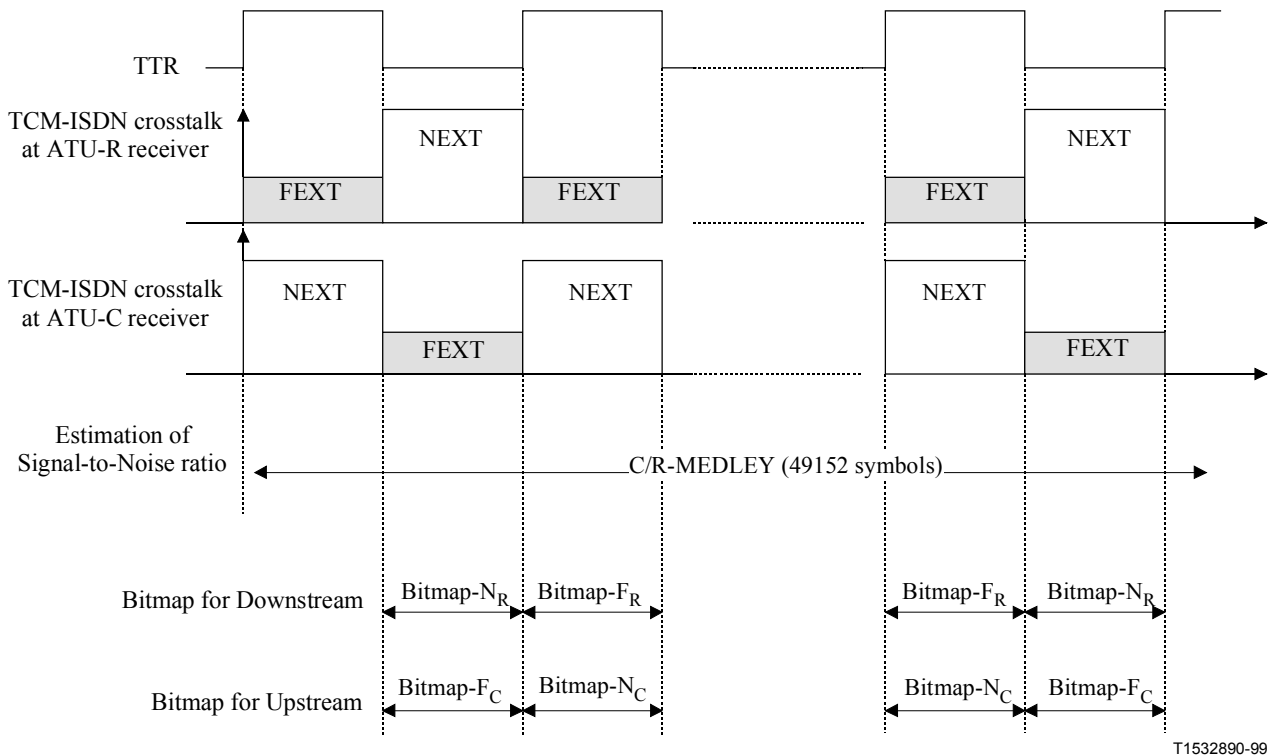 TTR
TCM-ISDN crosstalk
at ATU-R receiver
NEXT
NEXT
FEXT
FEXT
FEXT
TCM-ISDN crosstalk
at ATU-C receiver
NEXT
NEXT
NEXT
FEXT
FEXT
Estimation of
Signal-to-Noise ratio
C/R-MEDLEY (49152 symbols)
Bitmap for Downstream
Bitmap-NR
Bitmap-FR
Bitmap-FR
Bitmap-NR
Bitmap for Upstream
Bitmap-FC
Bitmap-NC
Bitmap-NC
Bitmap-FC
T1532890-99